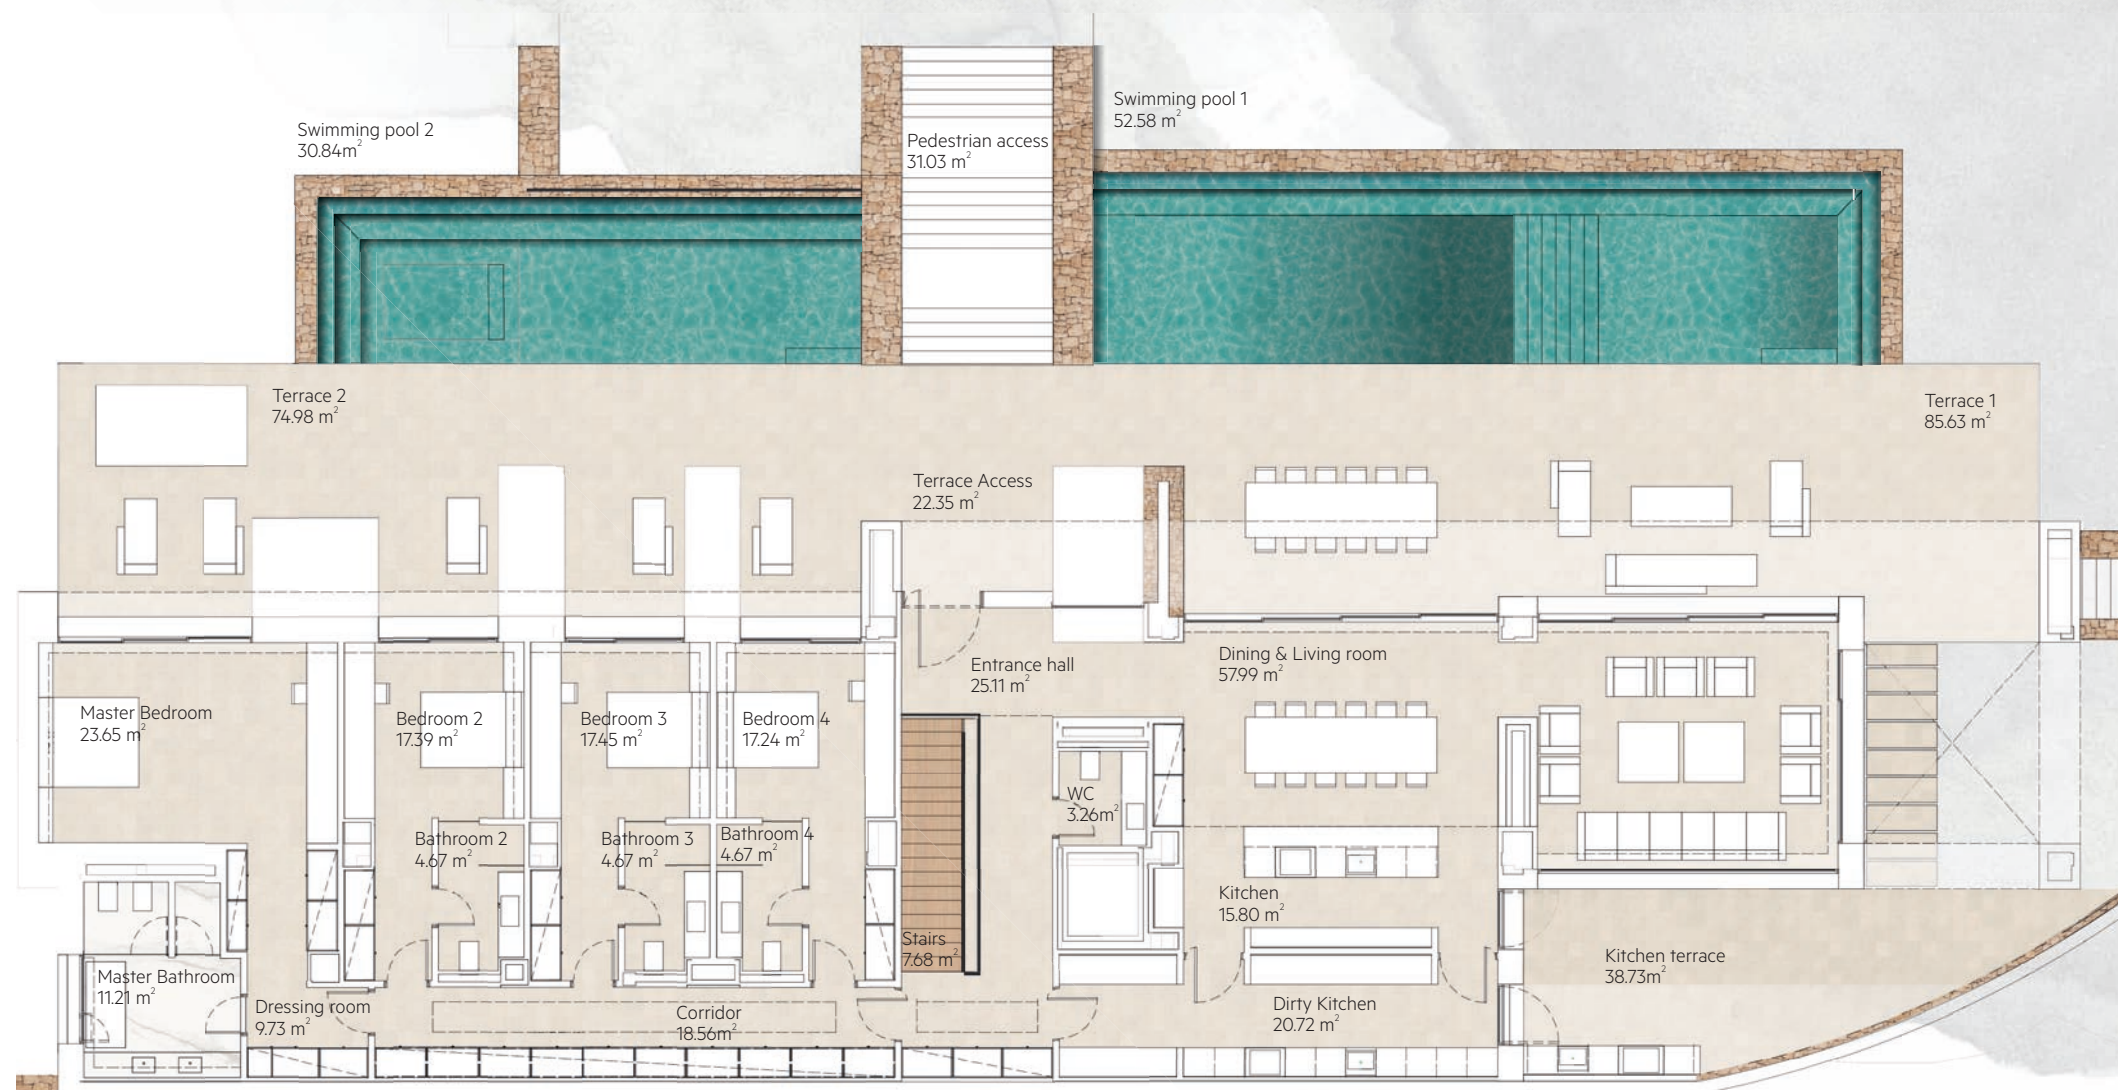 Swimming pool 1
52.58 m²
Swimming pool 2
30.84m²
Pedestrian access
31.03 m²
Terrace 2
74.98 m²
Terrace 1
85.63 m²
Terrace Access
22.35 m²
Entrance hall
25.11 m²
Dining & Living room
57.99 m²
Master Bedroom
23.65 m²
Bedroom 2
17.39 m²
Bedroom 3
17.45 m²
Bedroom 4
17.24 m²
WC
3.26m²
Bathroom 2
4.67 m²
Bathroom 3
4.67 m²
Bathroom 4
4.67 m²
Kitchen
15.80 m²
Stairs
7.68 m²
Kitchen terrace
38.73m²
Master Bathroom
11.21 m²
Dressing room
9.73 m²
Corridor
18.56m²
Dirty Kitchen
20.72 m²